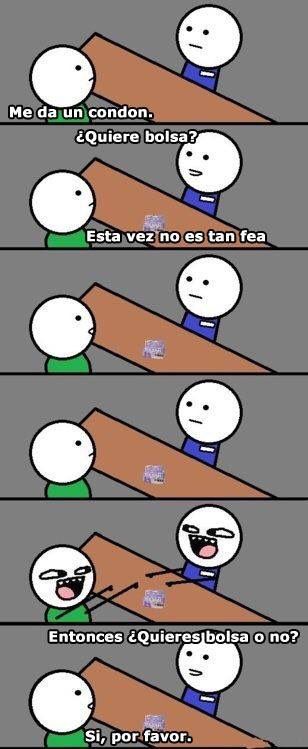 Me da un condon.
¿Quiere bolsa?
Esta vez no es tan fea
Entonces ¿Quieres bolsa o no?
Si, por favor.